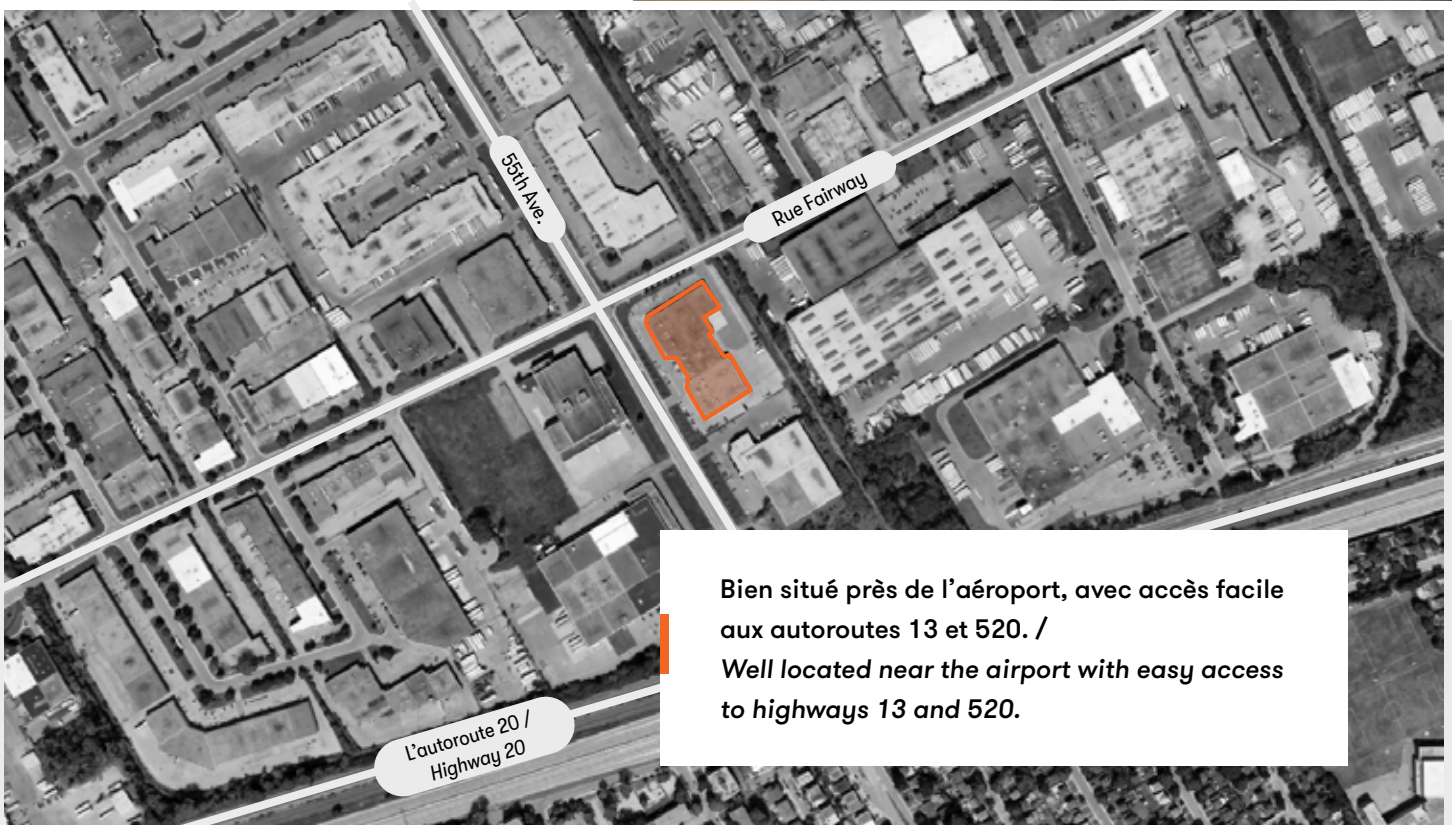 55th Ave.
Rue Fairway
Bien situé près de l'aéroport, avec accès facile
aux autoroutes 13 et 520. /
Well located near the airport with easy access
to highways 13 and 520.
L'autoroute 20 /
Highway 20